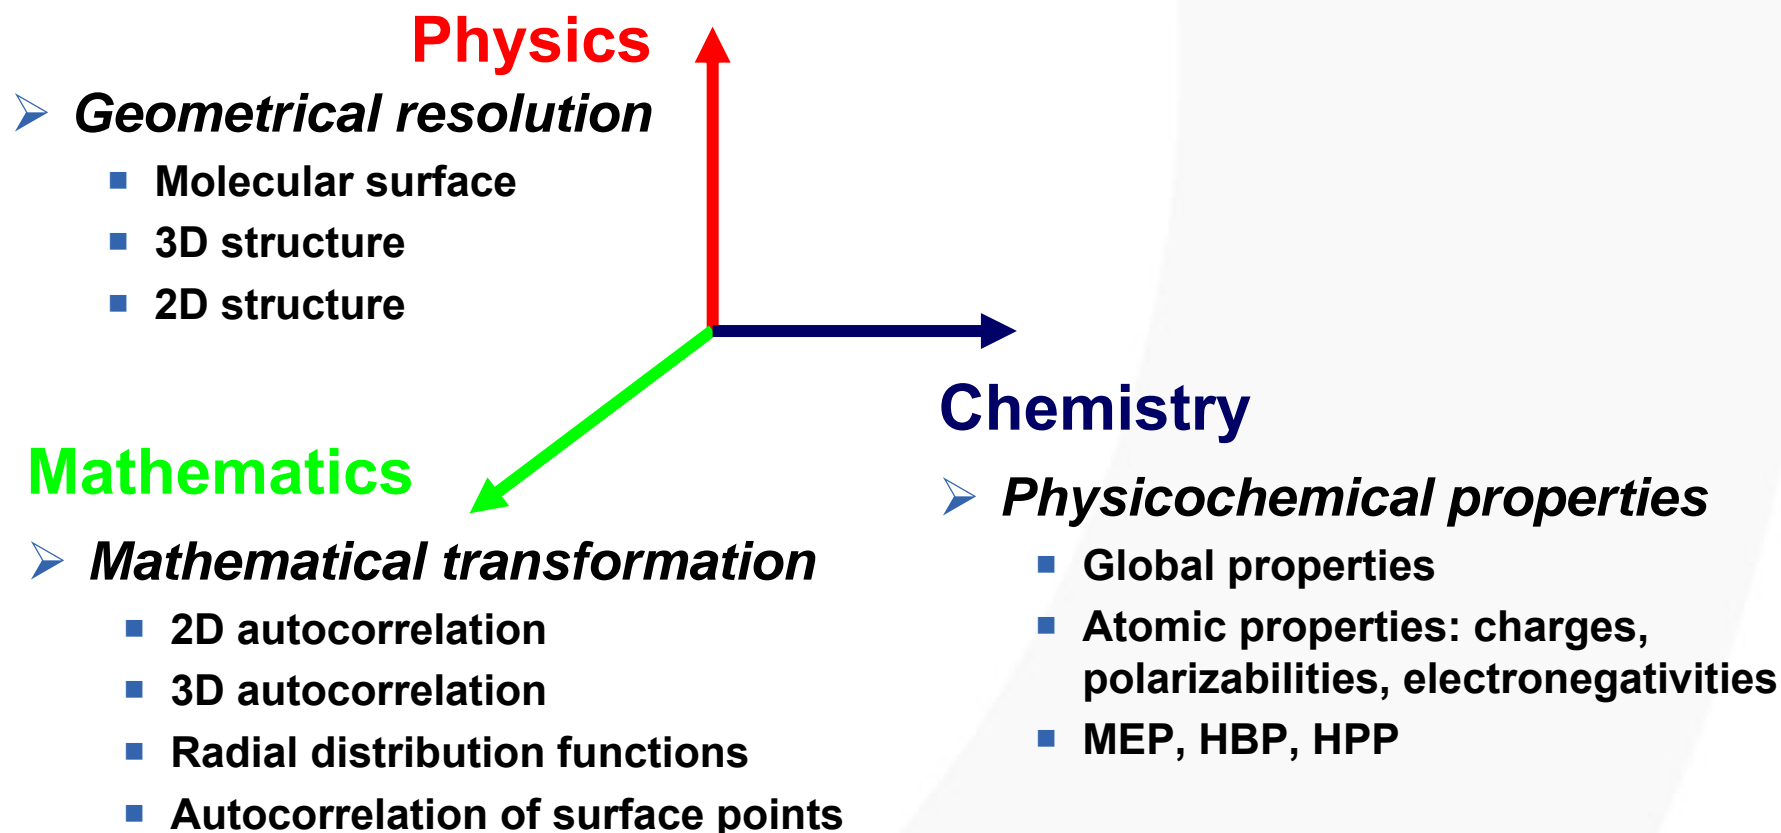 Physics
Geometrical resolution
Molecular surface
3D structure
2D structure
Mathematics
Mathematical transformation
2D autocorrelation
3D autocorrelation
Radial distribution functions
Autocorrelation of surface points
Chemistry
Physicochemical properties
Global properties
Atomic properties: charges,
polarizabilities, electronegativities
MEP, HBP, HPP